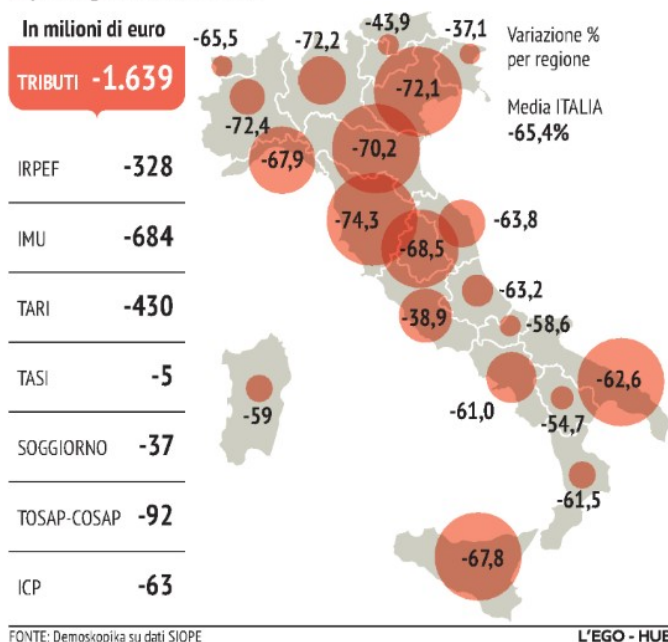 In milioni di euro
TRIBUTI -1.639
IRPEF -328
IMU -684
TARI -430
TASI -5
SOGGIORNO -37
TOSAP-COSAP -92
ICP -63
Variazione %
per regione
Media ITALIA
-65,4%
-65,5
-72,2
-43,9
-37,1
-72,4
-72,1
-67,9
-70,2
-74,3
-68,5
-63,8
-63,2
-38,9
-58,6
-61,0
-62,6
-54,7
-59
-61,5
-67,8
FONTE: Demoskopika su dati SIOPE
L'EGO - HUB